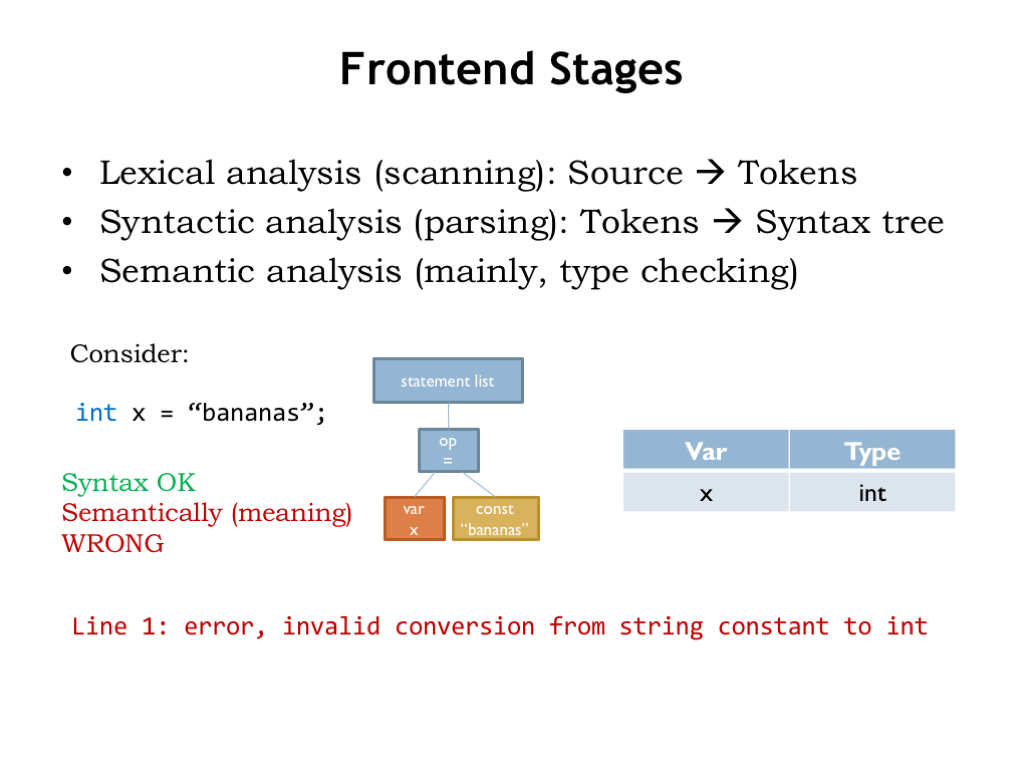 Frontend Stages
• Lexical analysis (scanning): Source → Tokens
• Syntactic analysis (parsing): Tokens → Syntax tree
• Semantic analysis (mainly, type checking)
Consider:
int x = “bananas”;
Syntax OK
Semantically (meaning)
WRONG
statement list
op
=
var
x
const
“bananas”
Var Type
x int
Line 1: error, invalid conversion from string constant to int